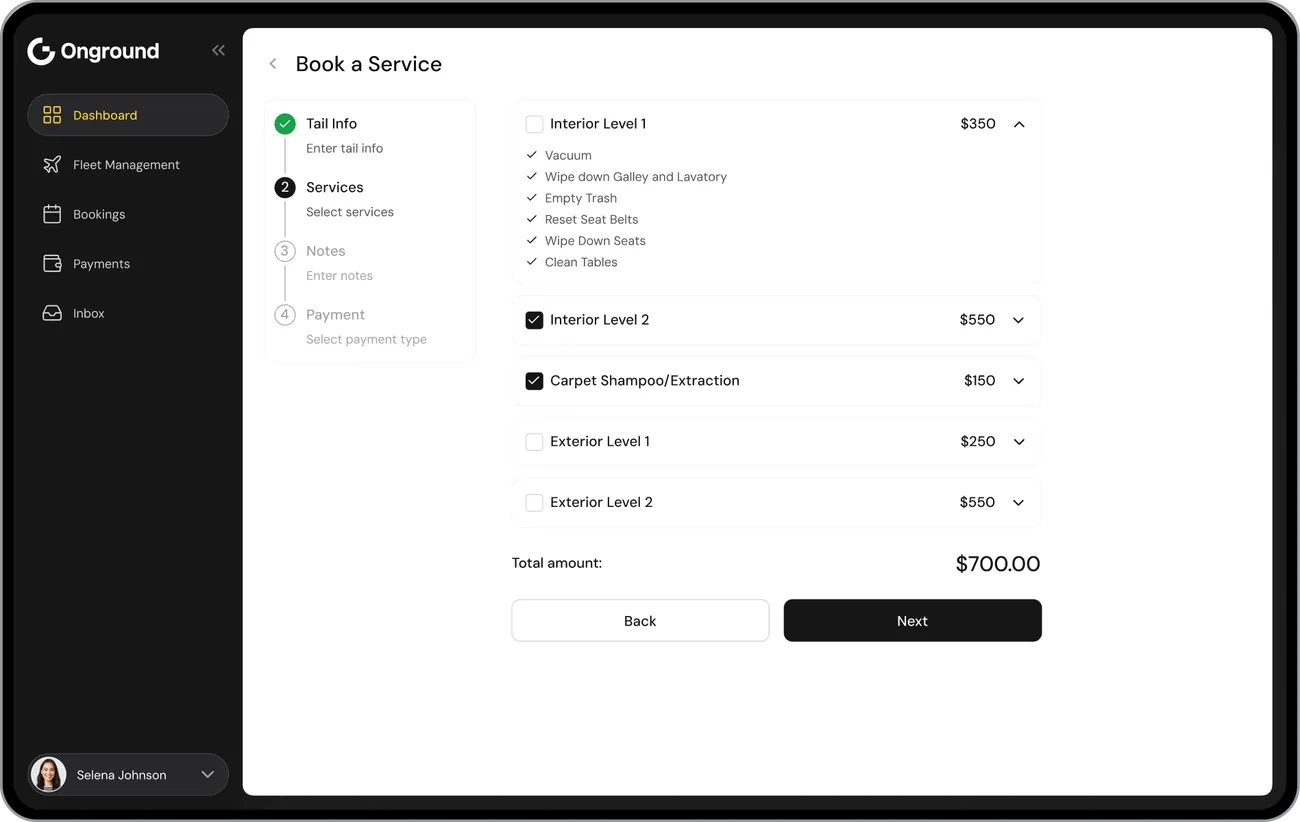 Onground
Dashboard
Fleet Management
Bookings
Payments
Inbox
Selena Johnson
Book a Service
Tail Info
Enter tail info
2
Services
Select services
3
Notes
Enter notes
4
Payment
Select payment type
Interior Level 1 $350
Vacuum
Wipe down Galley and Lavatory
Empty Trash
Reset Seat Belts
Wipe Down Seats
Clean Tables
Interior Level 2 $550
Carpet Shampoo/Extraction $150
Exterior Level 1 $250
Exterior Level 2 $550
Total amount: $700.00
Back Next